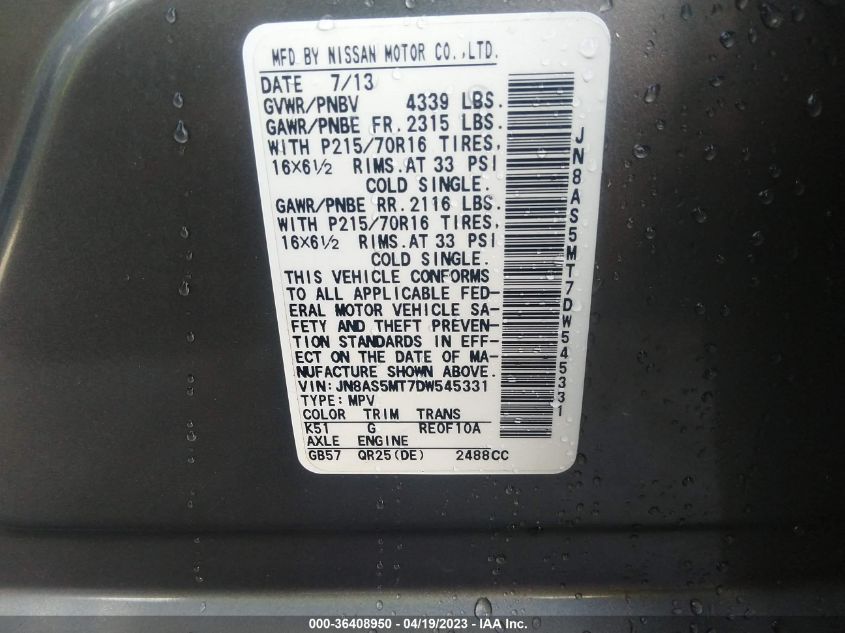 MFD BY NISSAN MOTOR CO.,LTD.
DATE 7/13
GVWR/PNBV 4339 LBS.
GAWR/PNBE FR. 2315 LBS.
WITH P215/70R16 TIRES,
16X6½ RIMS.AT 33 PSI
COLD SINGLE.
GAWR/PNBE RR. 2116 LBS.
WITH P215/70R16 TIRES,
16X6½ RIMS.AT 33 PSI
COLD SINGLE.
THIS VEHICLE CONFORMS
TO ALL APPLICABLE FED-
ERAL MOTOR VEHICLE SA-
FETY AND THEFT PREVEN-
TION STANDARDS IN EFF-
ECT ON THE DATE OF MA-
NUFACTURE SHOWN ABOVE.
VIN: JN8AS5MT7DW545331
TYPE: MPV
COLOR TRIM TRANS
K51 G RE0F10A
AXLE ENGINE
GB57 QR25(DE) 2488CC
JN8AS5MT7DW545331
000-36408950 - 04/19/2023 - IAA Inc.